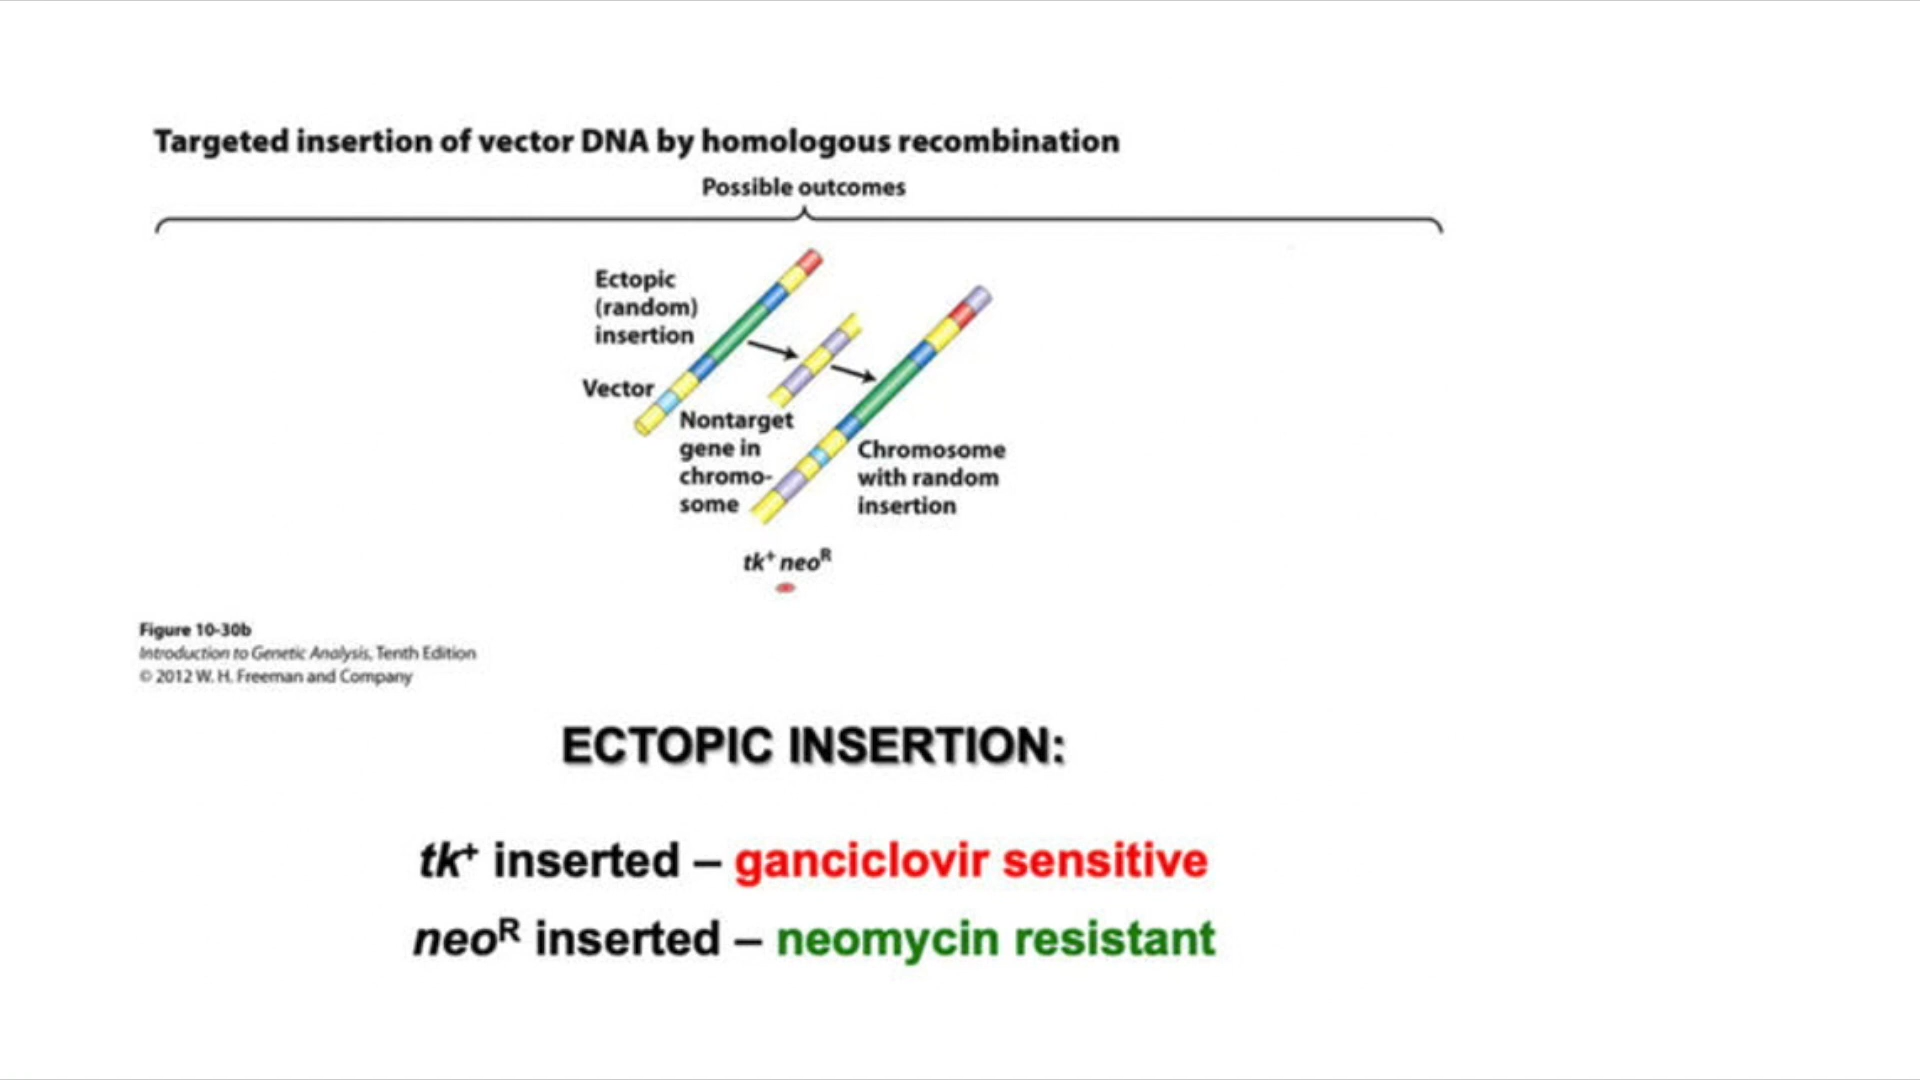 Targeted insertion of vector DNA by homologous recombination
Possible outcomes
Ectopic
(random)
insertion
Vector
Nontarget
gene in
chromo-
some
Chromosome
with random
insertion
tk⁺ neoᴿ
Figure 10-30b
Introduction to Genetic Analysis, Tenth Edition
© 2012 W. H. Freeman and Company
ECTOPIC INSERTION:
tk⁺ inserted – ganciclovir sensitive
neoᴿ inserted – neomycin resistant